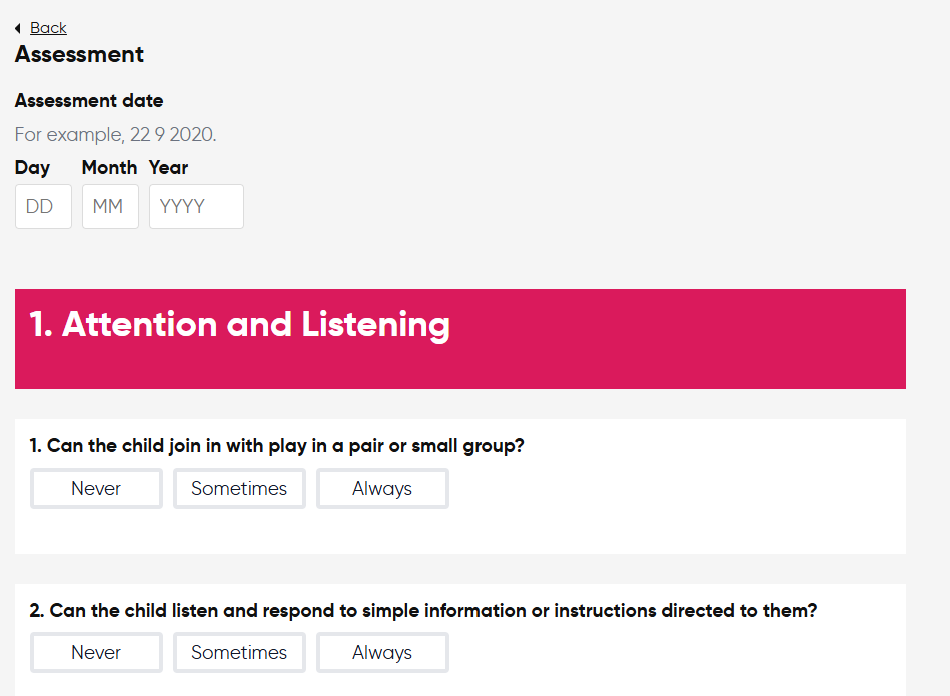 Back
Assessment
Assessment date
For example, 22 9 2020.
Day Month Year
DD MM YYYY
1. Attention and Listening
1. Can the child join in with play in a pair or small group?
Never Sometimes Always
2. Can the child listen and respond to simple information or instructions directed to them?
Never Sometimes Always